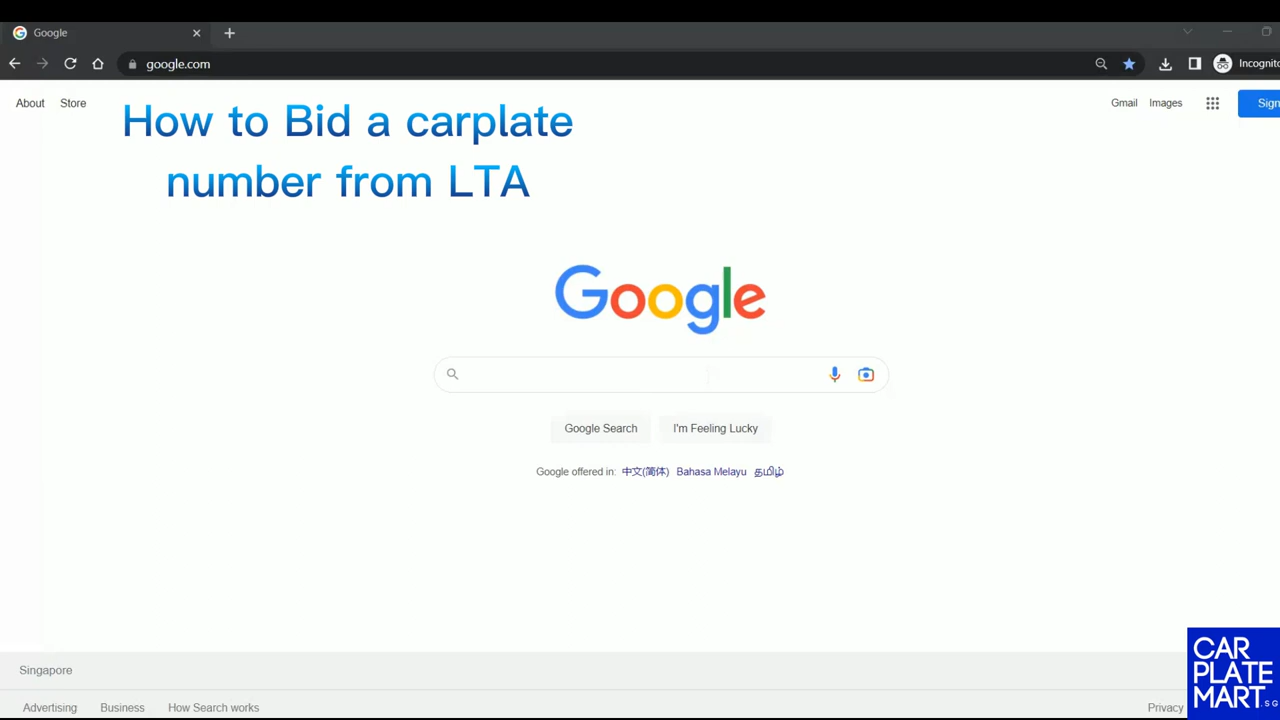 Google
google.com
Incognito
About Store
Gmail Images
Sign
How to Bid a carplate
number from LTA
Google
Google Search I'm Feeling Lucky
Google offered in: 中文(简体) Bahasa Melayu தமிழ்
Singapore
Advertising Business How Search works
Privacy
CAR
PLATE
MART.SG